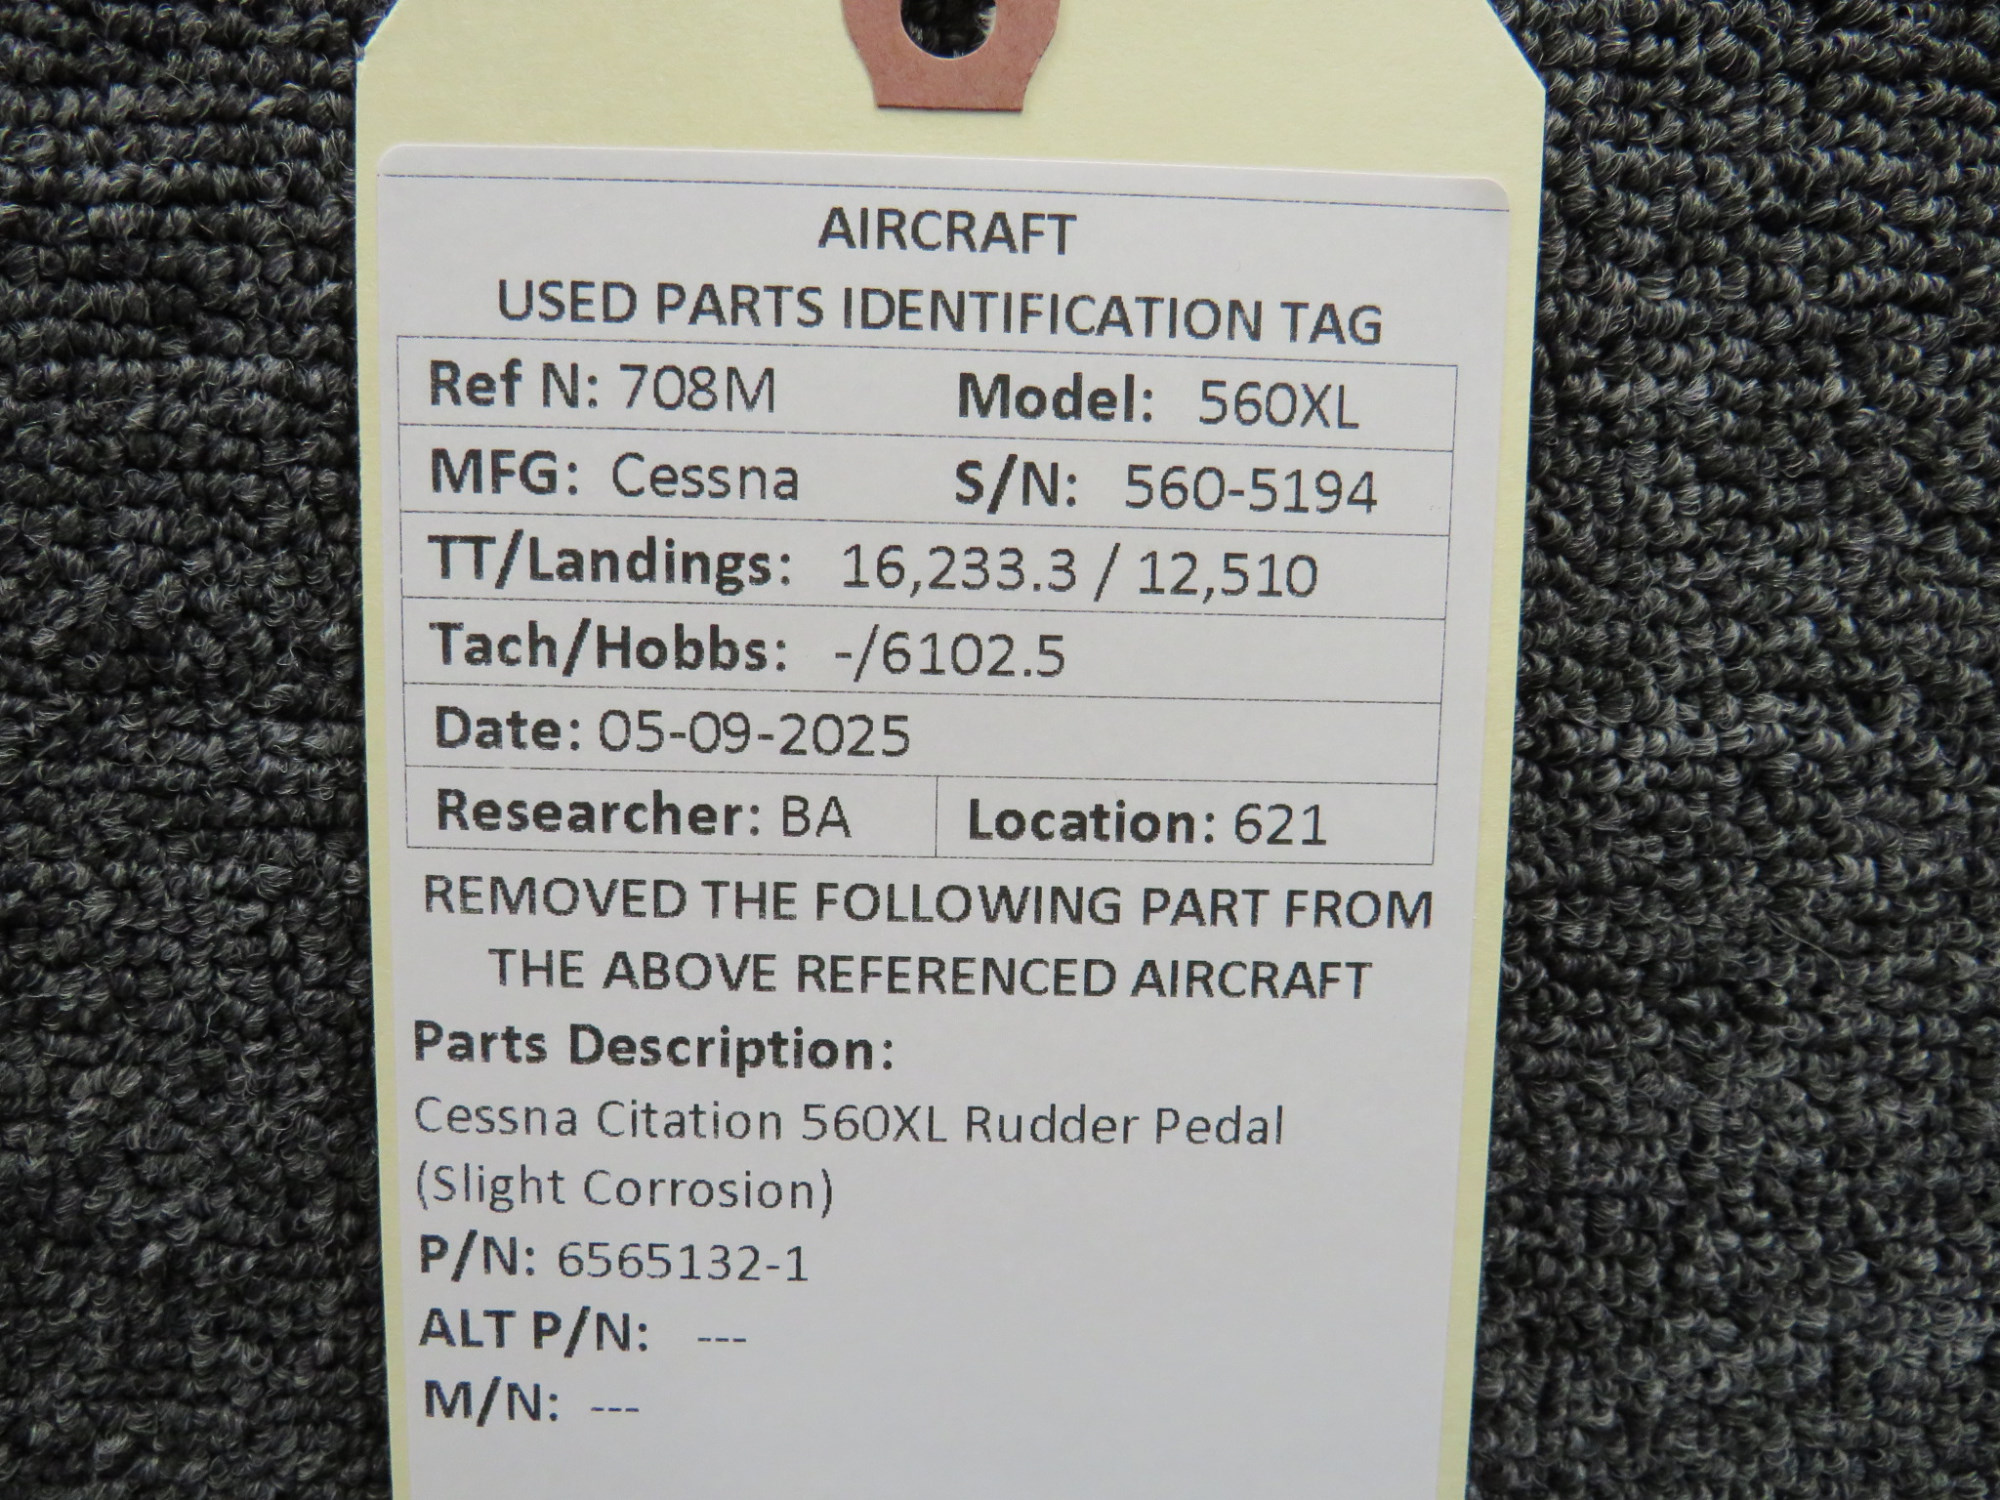 AIRCRAFT
USED PARTS IDENTIFICATION TAG
Ref N: 708M Model: 560XL
MFG: Cessna S/N: 560-5194
TT/Landings: 16,233.3 / 12,510
Tach/Hobbs: -/6102.5
Date: 05-09-2025
Researcher: BA Location: 621
REMOVED THE FOLLOWING PART FROM
THE ABOVE REFERENCED AIRCRAFT
Parts Description:
Cessna Citation 560XL Rudder Pedal
(Slight Corrosion)
P/N: 6565132-1
ALT P/N: ---
M/N: ---